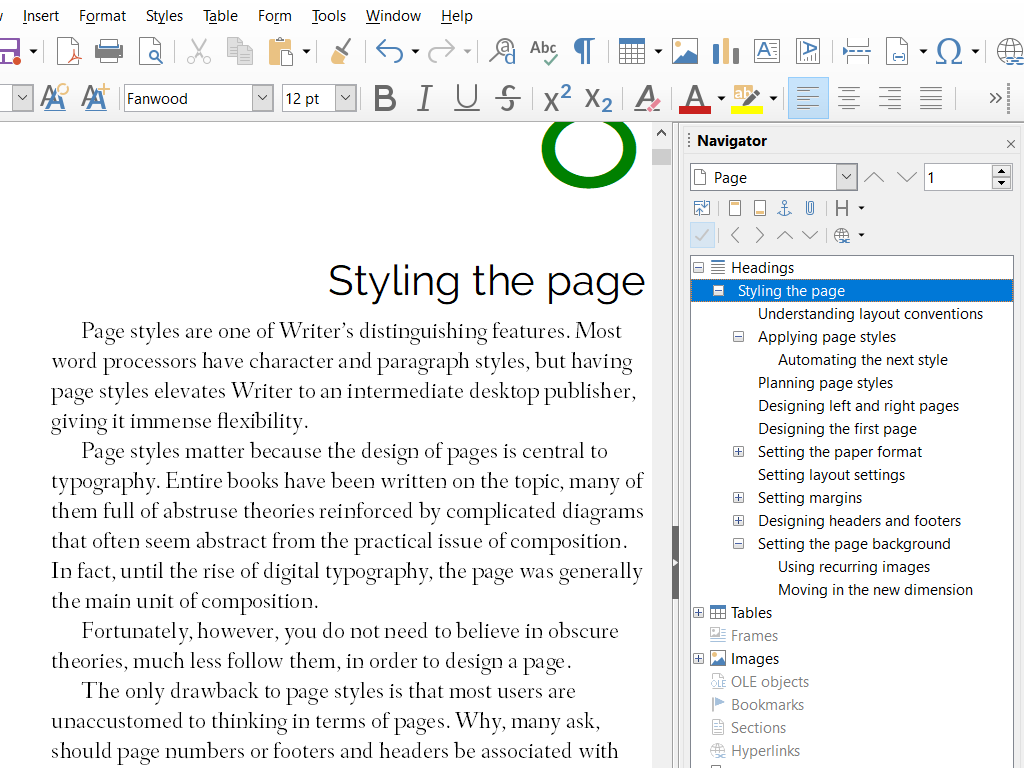 Insert Format Styles Table Form Tools Window Help
Abc
A
A
Fanwood
12 pt
B I U S X2 X2 A A ab
8
Styling the page
Page styles are one of Writer’s distinguishing features. Most
word processors have character and paragraph styles, but having
page styles elevates Writer to an intermediate desktop publisher,
giving it immense flexibility.
Page styles matter because the design of pages is central to
typography. Entire books have been written on the topic, many of
them full of abstruse theories reinforced by complicated diagrams
that often seem abstract from the practical issue of composition.
In fact, until the rise of digital typography, the page was generally
the main unit of composition.
Fortunately, however, you do not need to believe in obscure
theories, much less follow them, in order to design a page.
The only drawback to page styles is that most users are
unaccustomed to thinking in terms of pages. Why, many ask,
should page numbers or footers and headers be associated with
Navigator
Page
1
Headings
Styling the page
Understanding layout conventions
Applying page styles
Automating the next style
Planning page styles
Designing left and right pages
Designing the first page
Setting the paper format
Setting layout settings
Setting margins
Designing headers and footers
Setting the page background
Using recurring images
Moving in the new dimension
Tables
Frames
Images
OLE objects
Bookmarks
Sections
Hyperlinks